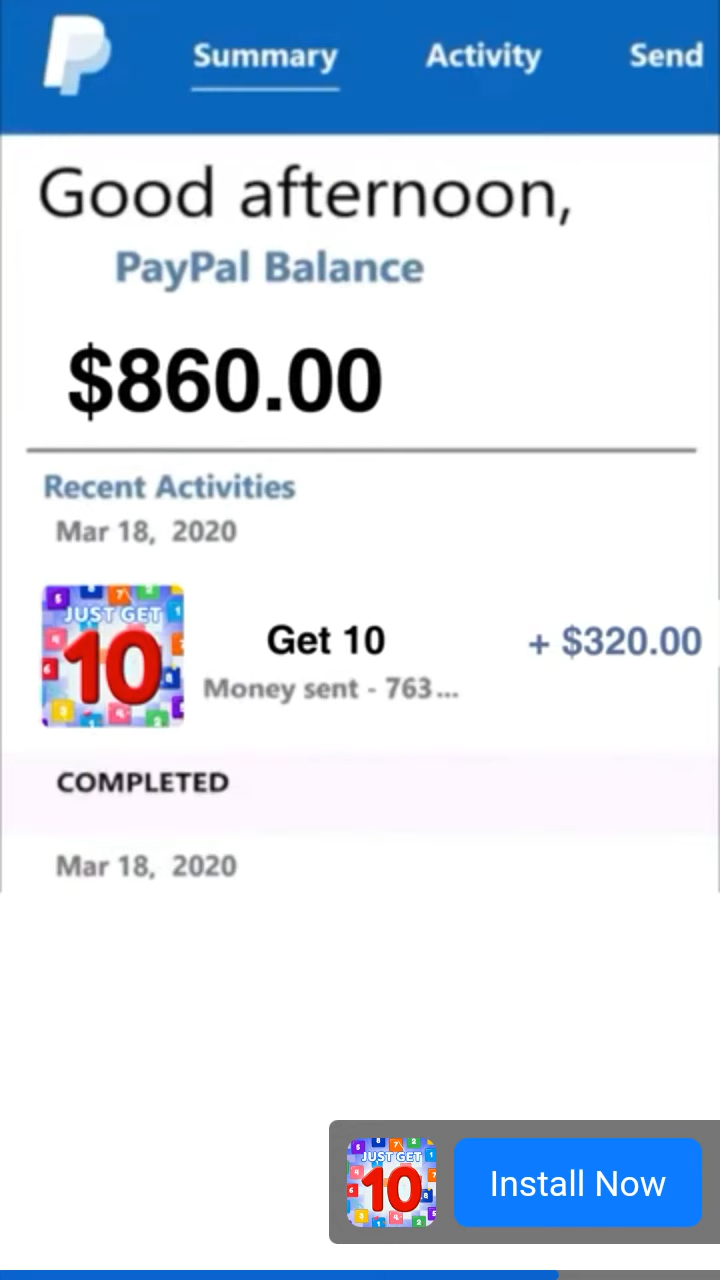 Summary Activity Send
Good afternoon,
PayPal Balance
$860.00
Recent Activities
Mar 18, 2020
JUST GET
10
Get 10
+ $320.00
Money sent - 763...
COMPLETED
Mar 18, 2020
JUST GET
10
Install Now